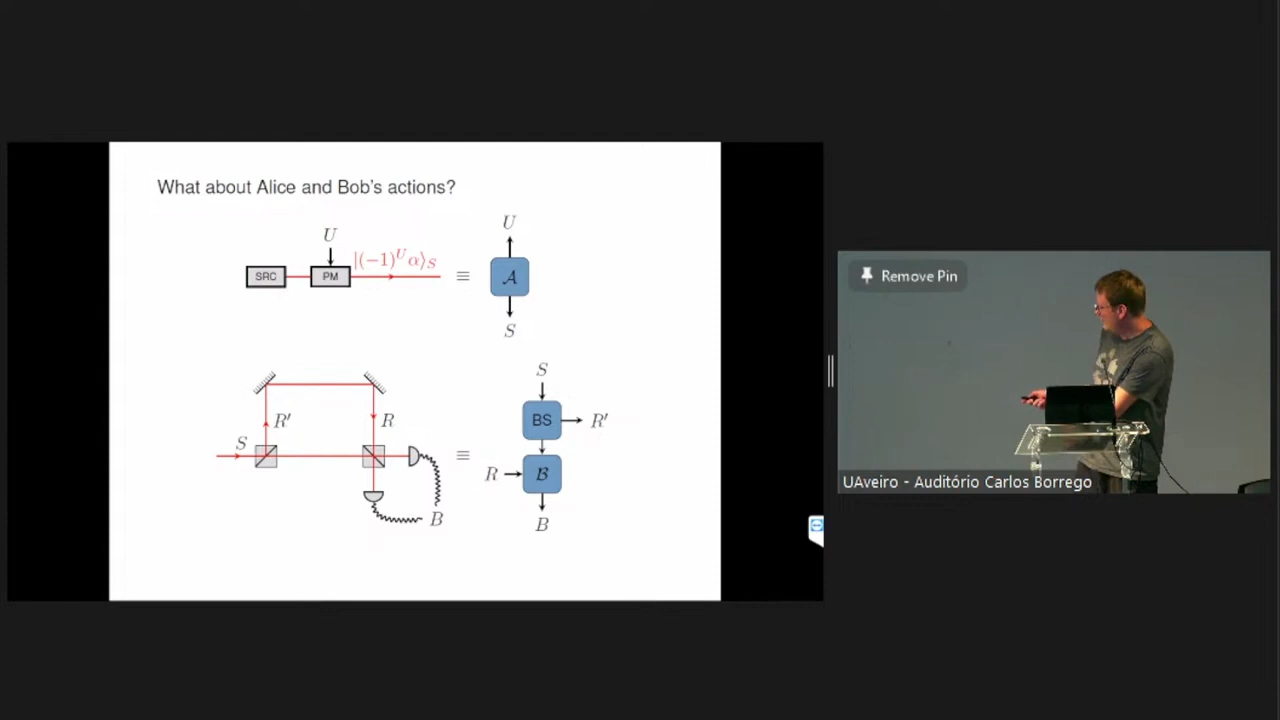 What about Alice and Bob's actions?
U
SRC
PM
|(-1)^U α⟩_S
≡
U
𝒜
S
S
R'
R
B
≡
S
BS
R'
R
ℬ
B
Remove Pin
UAveiro - Auditório Carlos Borrego